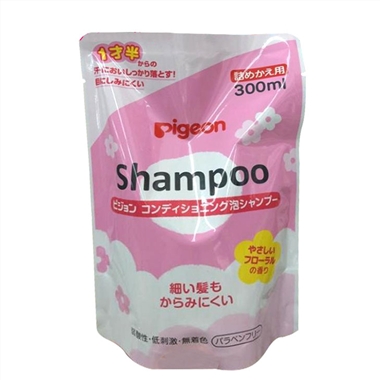 1才半からの
汗においしっかり落とす!
目にしみにくい
詰めかえ用
300ml
Pigeon
Shampoo
ピジョン コンディショニング泡シャンプー
やさしい
フローラル
の香り
細い髪も
からみにくい
弱酸性・低刺激・無着色
パラベンフリー